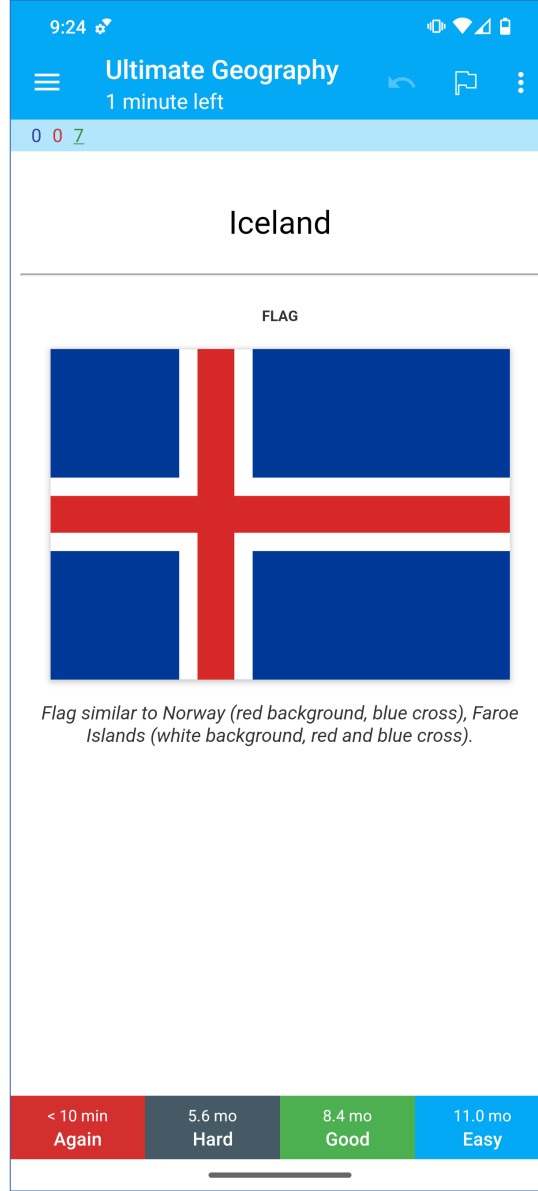 9:24
Ultimate Geography
1 minute left
0 0 7
Iceland
FLAG
Flag similar to Norway (red background, blue cross), Faroe
Islands (white background, red and blue cross).
< 10 min 5.6 mo 8.4 mo 11.0 mo
Again Hard Good Easy